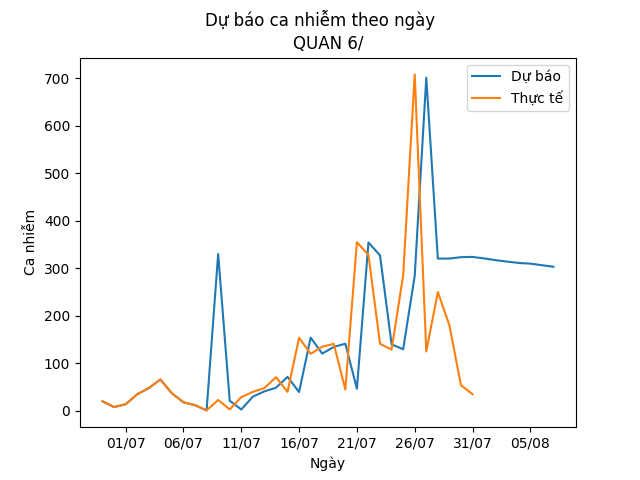 Dự báo ca nhiễm theo ngày
QUAN 6/
Dự báo
Thực tế
700
600
500
400
300
200
100
0
Ca nhiễm
01/07 06/07 11/07 16/07 21/07 26/07 31/07 05/08
Ngày